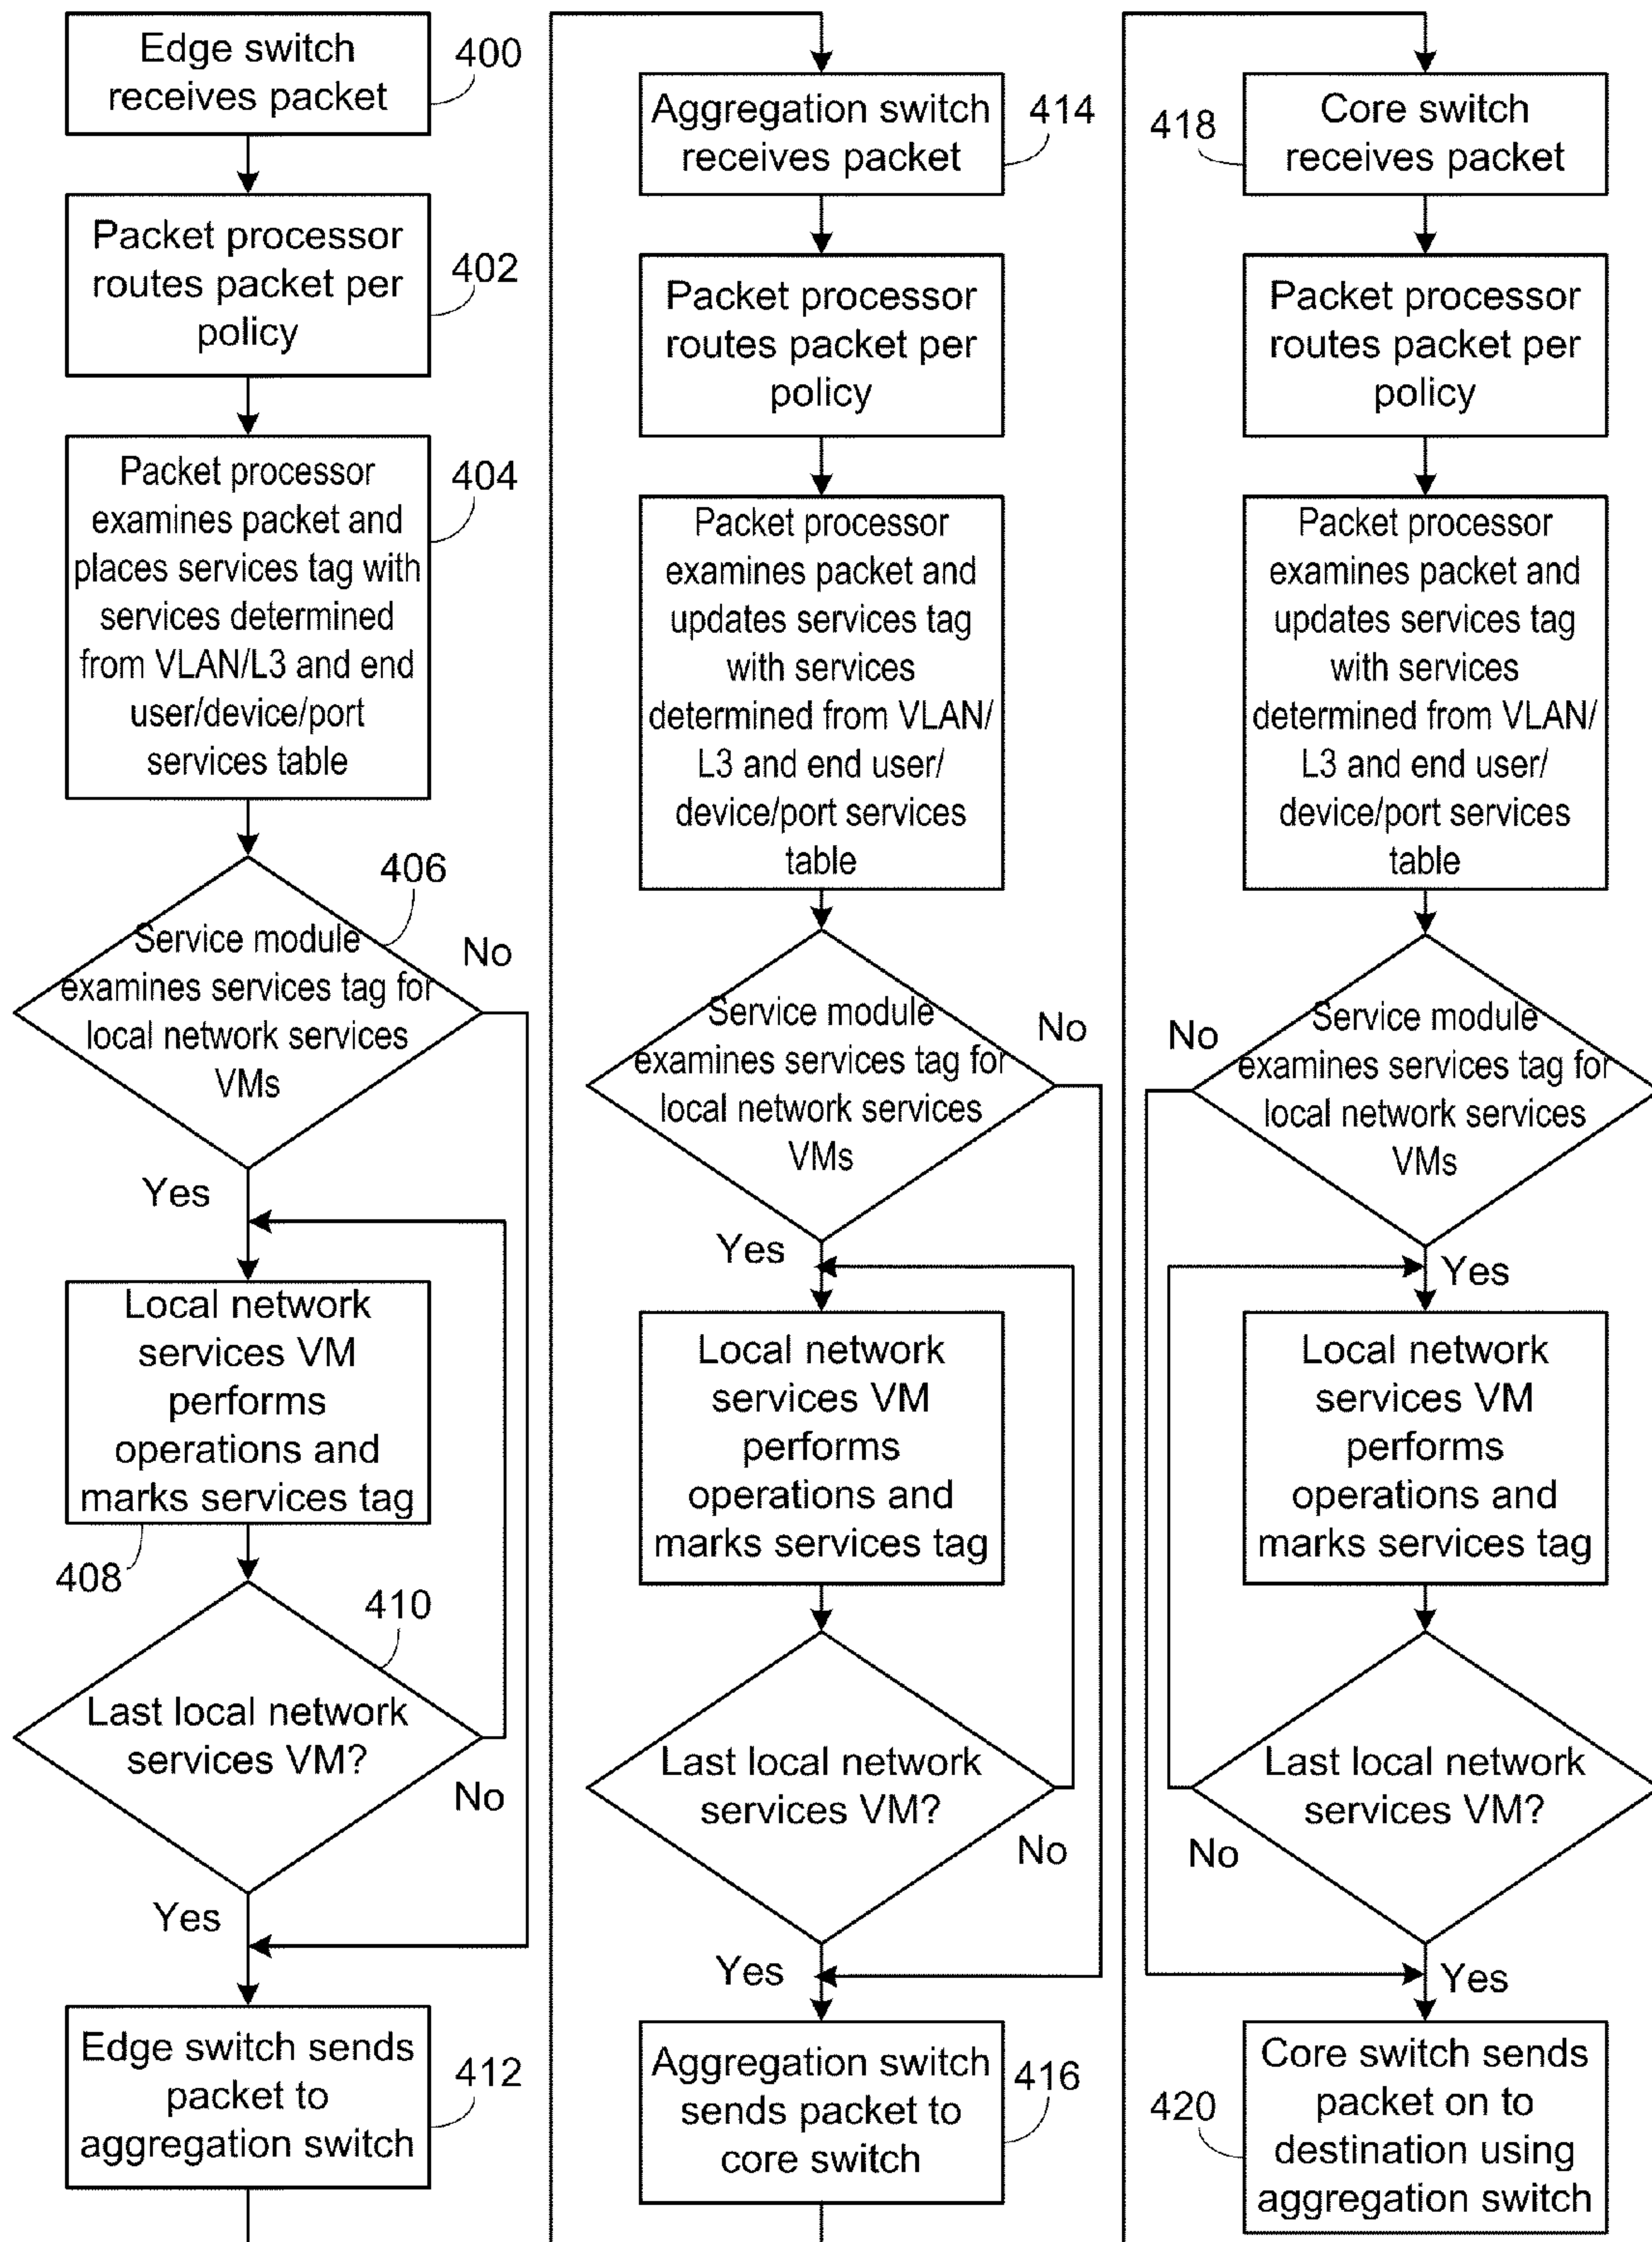 Edge switch
receives packet
400
Packet processor
routes packet per
policy
402
Packet processor
examines packet and
places services tag with
services determined
from VLAN/L3 and end
user/device/port
services table
404
406
Service module
examines services tag for
local network services
VMs
No
Yes
Local network
services VM
performs
operations and
marks services tag
408
410
Last local network
services VM?
No
Yes
Edge switch sends
packet to
aggregation switch
412
Aggregation switch
receives packet
414
Packet processor
routes packet per
policy
Packet processor
examines packet and
updates services tag
with services
determined from VLAN/
L3 and end user/
device/port services
table
Service module
examines services tag for
local network services
VMs
No
Yes
Local network
services VM
performs
operations and
marks services tag
Last local network
services VM?
No
Yes
Aggregation switch
sends packet to
core switch
416
418
Core switch
receives packet
Packet processor
routes packet per
policy
Packet processor
examines packet and
updates services tag
with services
determined from VLAN/
L3 and end user/
device/port services
table
No
Service module
examines services tag for
local network services
VMs
Yes
Local network
services VM
performs
operations and
marks services tag
Last local network
services VM?
No
Yes
420
Core switch sends
packet on to
destination using
aggregation switch